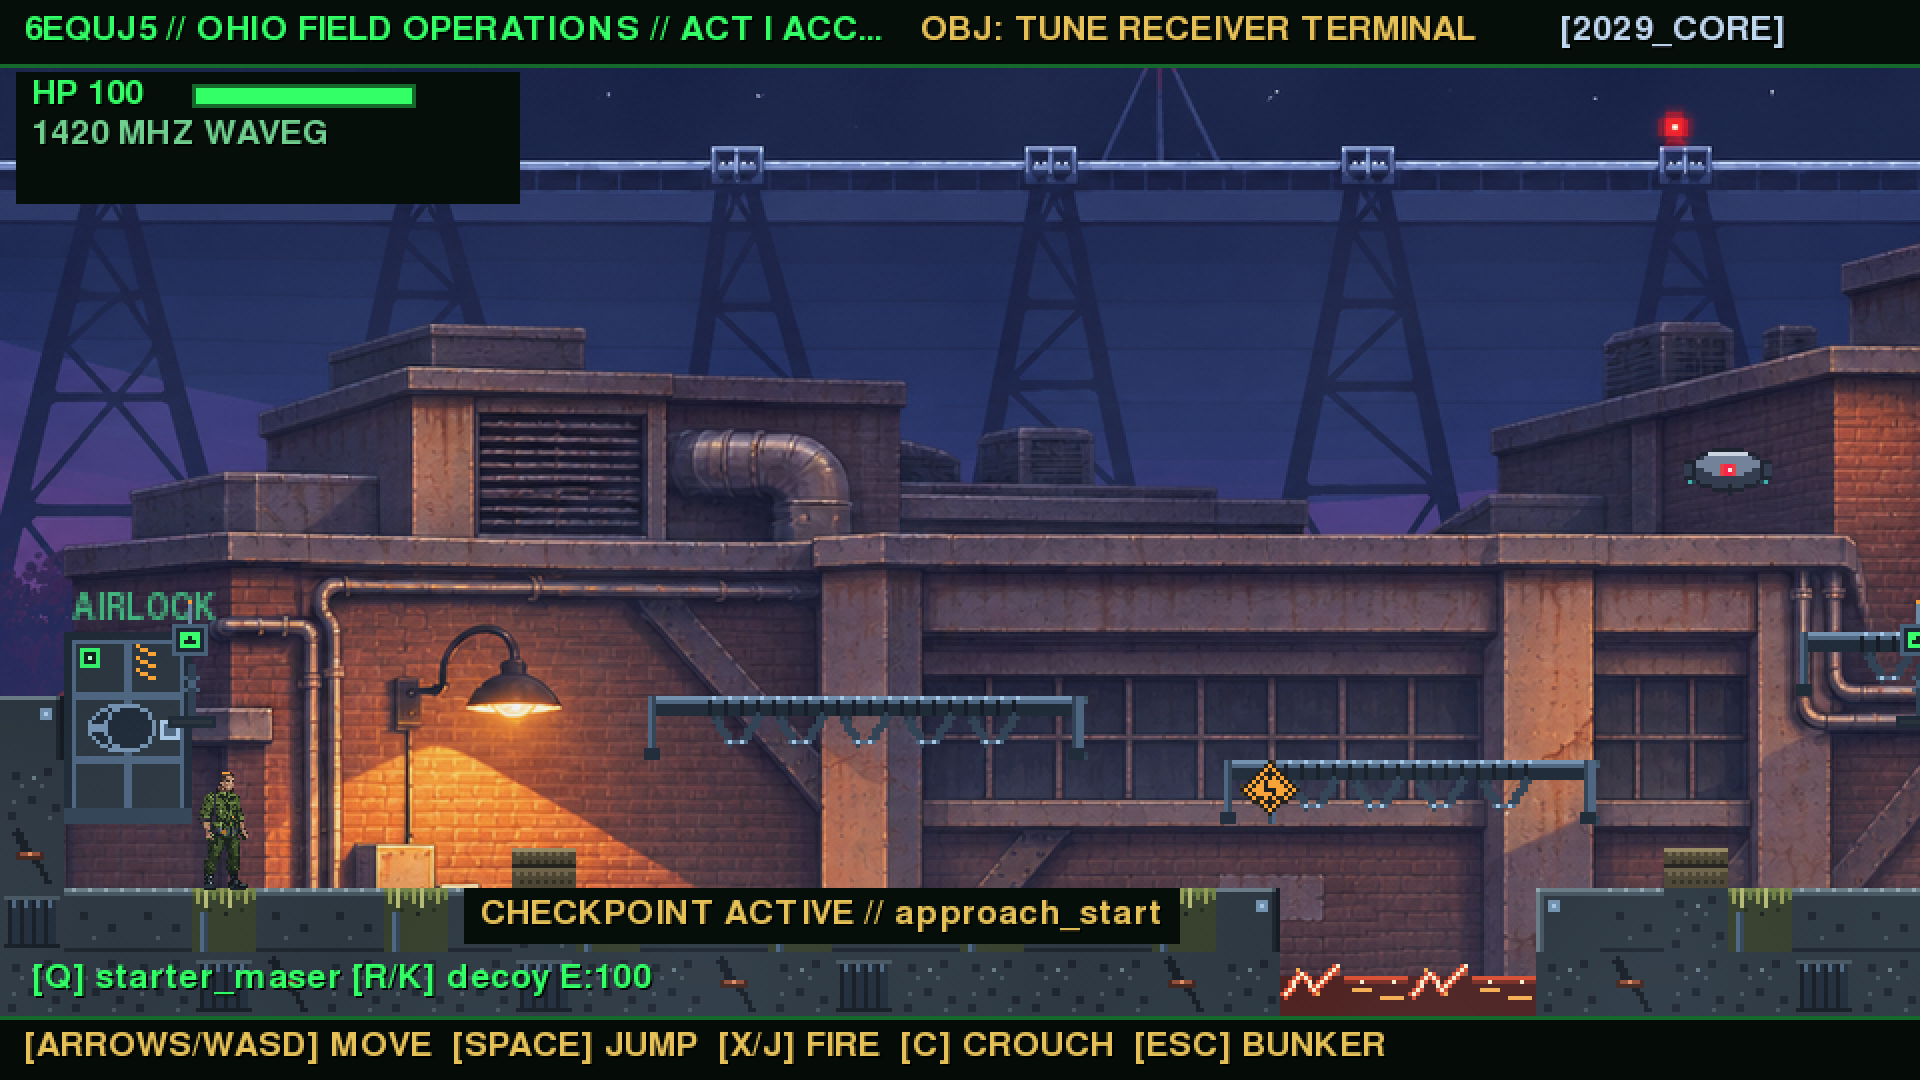 6EQUJ5 // OHIO FIELD OPERATIONS // ACT I ACC... OBJ: TUNE RECEIVER TERMINAL [2029_CORE]
HP 100
1420 MHZ WAVEG
AIRLOCK
CHECKPOINT ACTIVE // approach_start
[Q] starter_maser [R/K] decoy E:100
[ARROWS/WASD] MOVE [SPACE] JUMP [X/J] FIRE [C] CROUCH [ESC] BUNKER